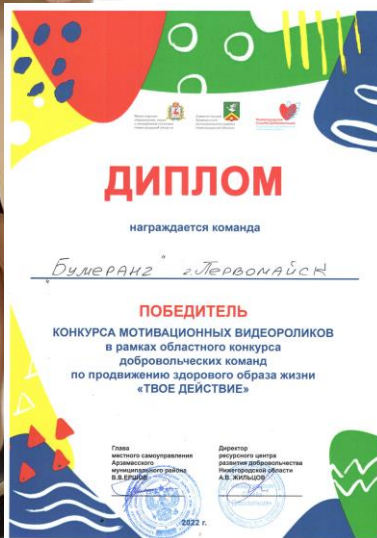 ДИПЛОМ
награждается команда
"Бумеранг" г. Первомайск
ПОБЕДИТЕЛЬ
КОНКУРСА МОТИВАЦИОННЫХ ВИДЕОРОЛИКОВ
в рамках областного конкурса
добровольческих команд
по продвижению здорового образа жизни
«ТВОЕ ДЕЙСТВИЕ»
Глава
местного самоуправления
Арзамасского
муниципального района
В.В.ЕРШОВ
Директор
ресурсного центра
развития добровольчества
Нижегородской области
А.В. ЖИЛЬЦОВ
2022 г.